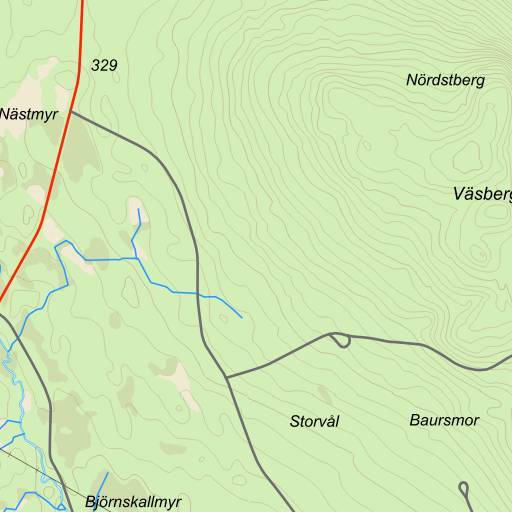 329
Nördstberg
Nästmyr
Väsberg
Storvål
Baursmor
Björnskallmyr